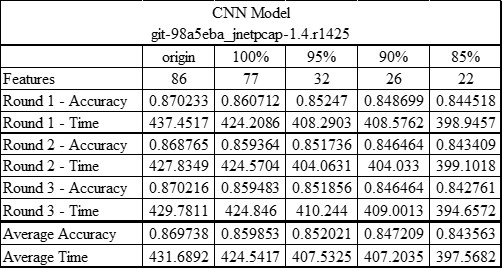 CNN Model
git-98a5eba_jnetpcap-1.4.r1425
origin 100% 95% 90% 85%
Features 86 77 32 26 22
Round 1 - Accuracy 0.870233 0.860712 0.85247 0.848699 0.844518
Round 1 - Time 437.4517 424.2086 408.2903 408.5762 398.9457
Round 2 - Accuracy 0.868765 0.859364 0.851736 0.846464 0.843409
Round 2 - Time 427.8349 424.5704 404.0631 404.033 399.1018
Round 3 - Accuracy 0.870216 0.859483 0.851856 0.846464 0.842761
Round 3 - Time 429.7811 424.846 410.244 409.0013 394.6572
Average Accuracy 0.869738 0.859853 0.852021 0.847209 0.843563
Average Time 431.6892 424.5417 407.5325 407.2035 397.5682